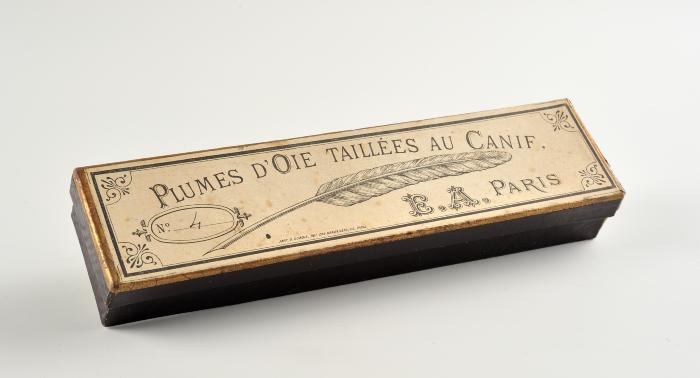 PLUMES D'OIE TAILLÉES AU CANIF.
E.A. PARIS
Nº 4